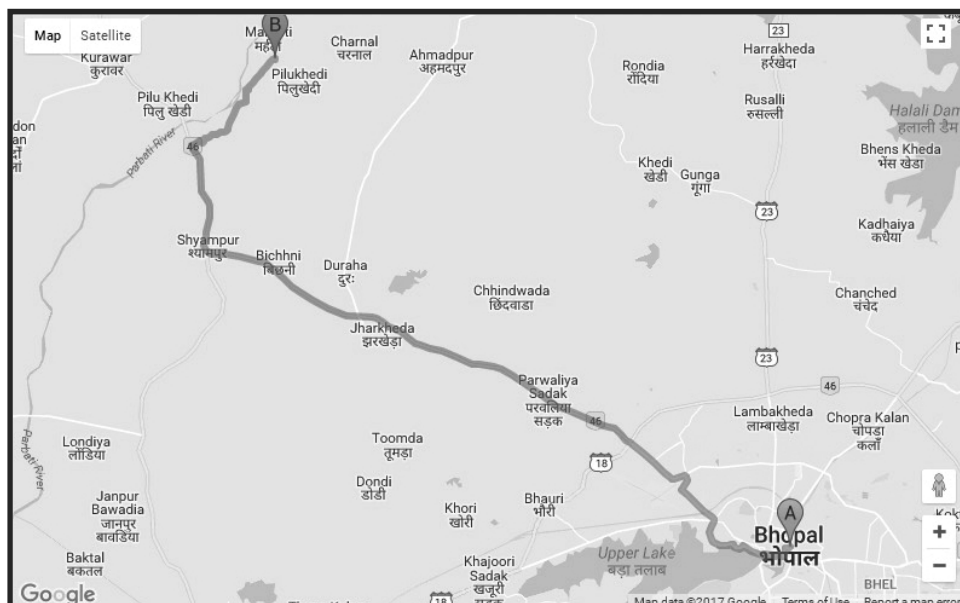 Map Satellite
Kurawar
कुरावर
B
महेली
Charnal
चरनाल
Ahmadpur
अहमदपुर
23
Harrakheda
हर्रखेदा
Pilukhedi
पिलुखेदी
Rondia
रोंदिया
Pilu Khedi
पिलु खेडी
Rusalli
रुसल्ली
Halali Dam
हलाली डैम
46
Parbati River
Bhens Kheda
भेंस खेडा
Khedi
खेडी
Gunga
गूंगा
23
Kadhaiya
कधैया
Shyampur
श्यामपुर
Bichhni
बिछनी
Duraha
दुरः
Chhindwada
छिंदवाडा
Chanched
चंचेद
Jharkheda
झरखेड़ा
23
Parwaliya
Sadak
परवलिया
सड़क
46
46
Lambakheda
लाम्बाखेड़ा
Chopra Kalan
चोपड़ा
कलाँ
Londiya
लोंडिया
Parbati River
Toomda
तूमड़ा
18
Dondi
डोडी
Janpur
Bawadia
जानपुर
बावडिया
Khori
खोरी
Bhauri
भौरी
A
Bhopal
भोपाल
Baktal
बकतल
Khajoori
Sadak
खजूरी
सड़क
Upper Lake
बड़ा तालाब
+
−
BHEL
Google
18
Map data ©2017 Google Terms of Use Report a map error